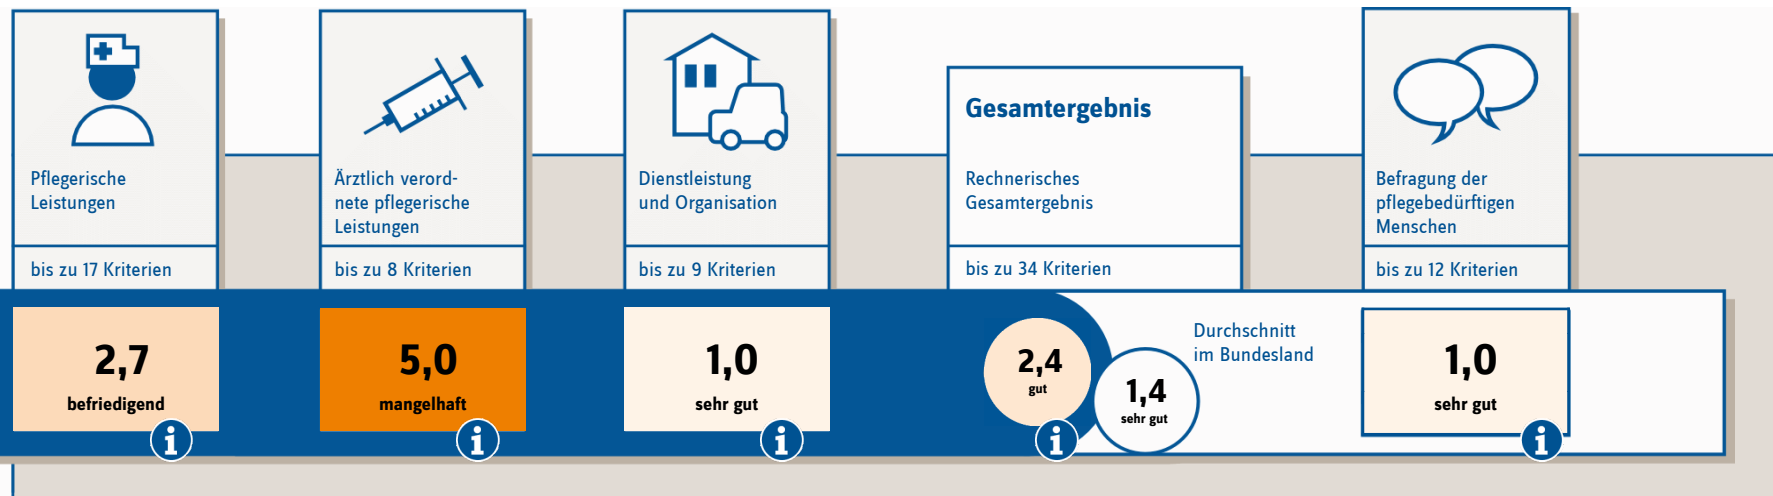 Pflegerische
Leistungen
bis zu 17 Kriterien
2,7
befriedigend
i
Ärztlich verord-
nete pflegerische
Leistungen
bis zu 8 Kriterien
5,0
mangelhaft
i
Dienstleistung
und Organisation
bis zu 9 Kriterien
1,0
sehr gut
i
Gesamtergebnis
Rechnerisches
Gesamtergebnis
bis zu 34 Kriterien
2,4
gut
i
Durchschnitt
im Bundesland
1,4
sehr gut
Befragung der
pflegebedürftigen
Menschen
bis zu 12 Kriterien
1,0
sehr gut
i